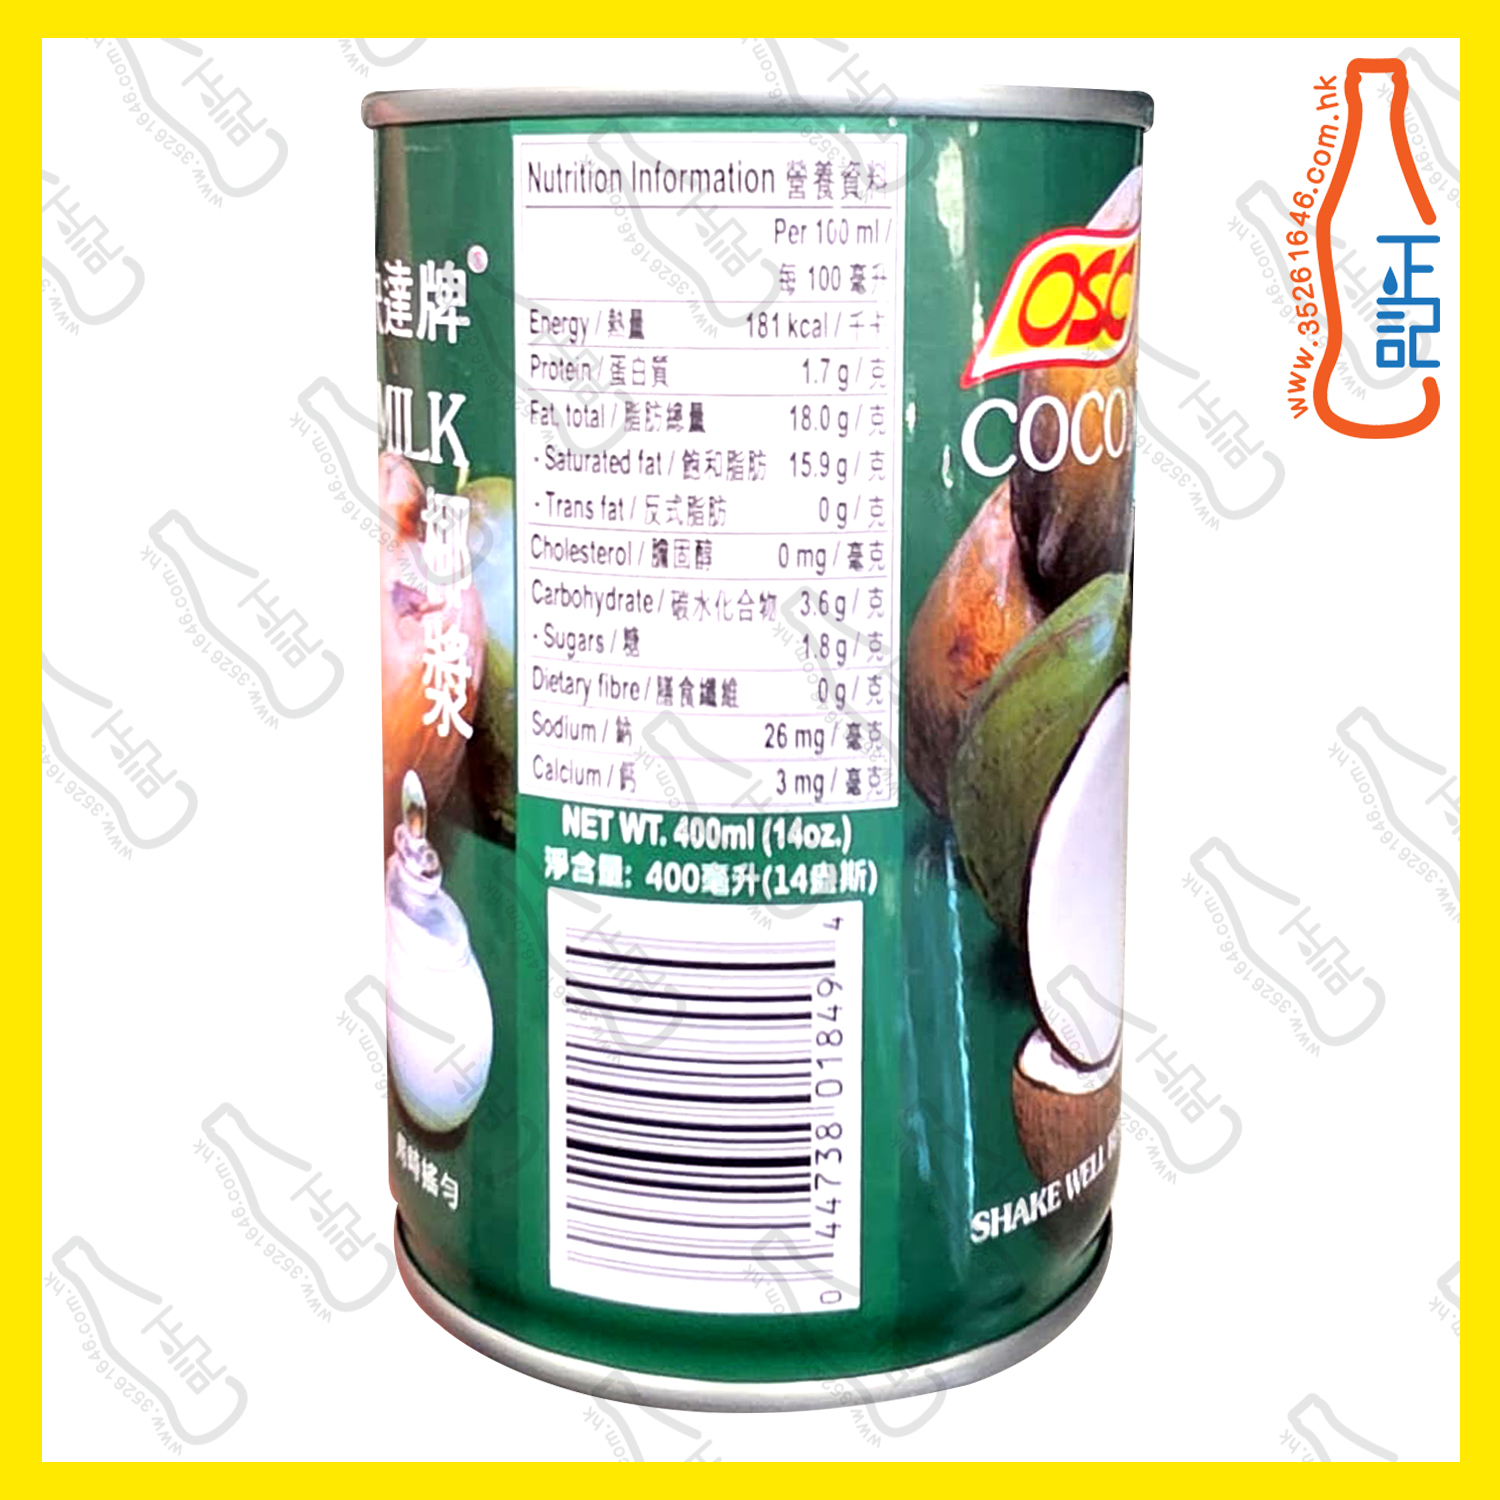 www.35261646.com.hk
達牌
MILK
椰
漿
搖勻
Nutrition Information 營養資料
Per 100 ml /
每 100 毫升
Energy / 熱量 181 kcal / 千卡
Protein / 蛋白質 1.7 g / 克
Fat, total / 脂肪總量 18.0 g / 克
- Saturated fat / 飽和脂肪 15.9 g / 克
- Trans fat / 反式脂肪 0 g / 克
Cholesterol / 膽固醇 0 mg / 毫克
Carbohydrate / 碳水化合物 3.6 g / 克
- Sugars / 糖 1.8 g / 克
Dietary fibre / 膳食纖維 0 g / 克
Sodium / 鈉 26 mg / 毫克
Calcium / 鈣 3 mg / 毫克
NET WT. 400ml (14oz.)
淨含量: 400毫升(14盎斯)
0 44738 01849 4
OSC
COCO
SHAKE WELL